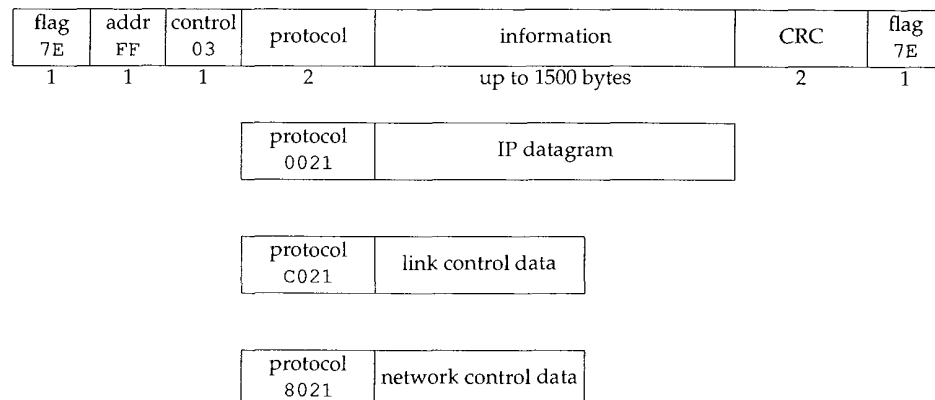 flag addr control protocol information CRC flag
7E FF 03 7E
1 1 1 2 up to 1500 bytes 2 1
protocol IP datagram
0021
protocol link control data
C021
protocol network control data
8021